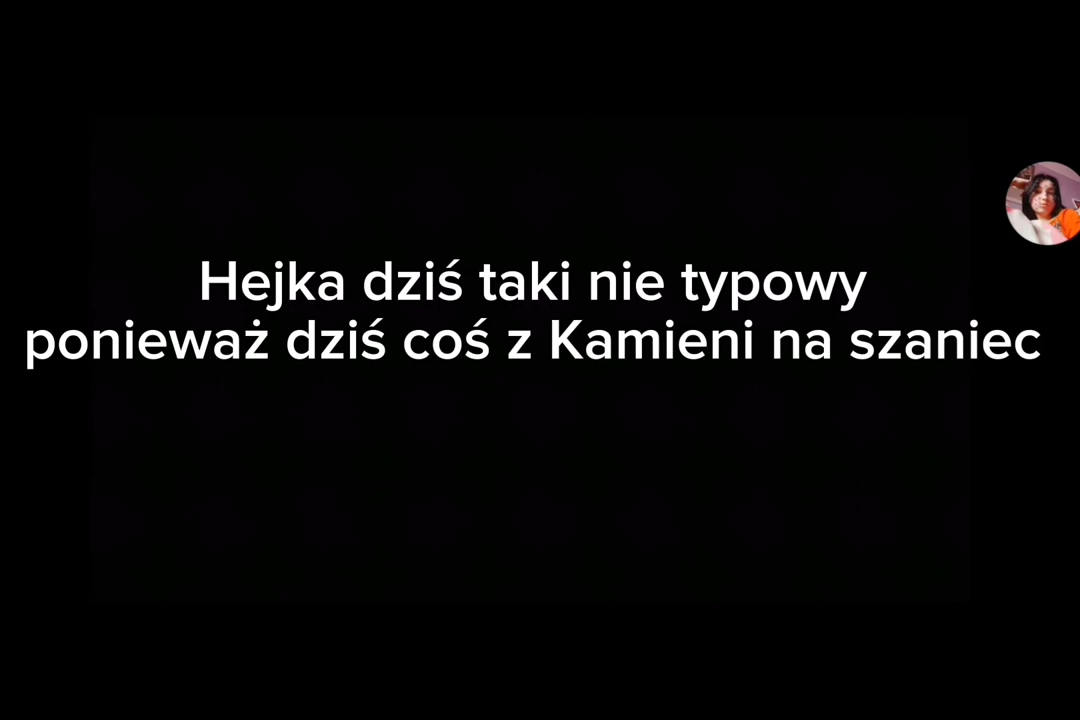 Hejka dziś taki nie typowy
ponieważ dziś coś z Kamieni na szaniec